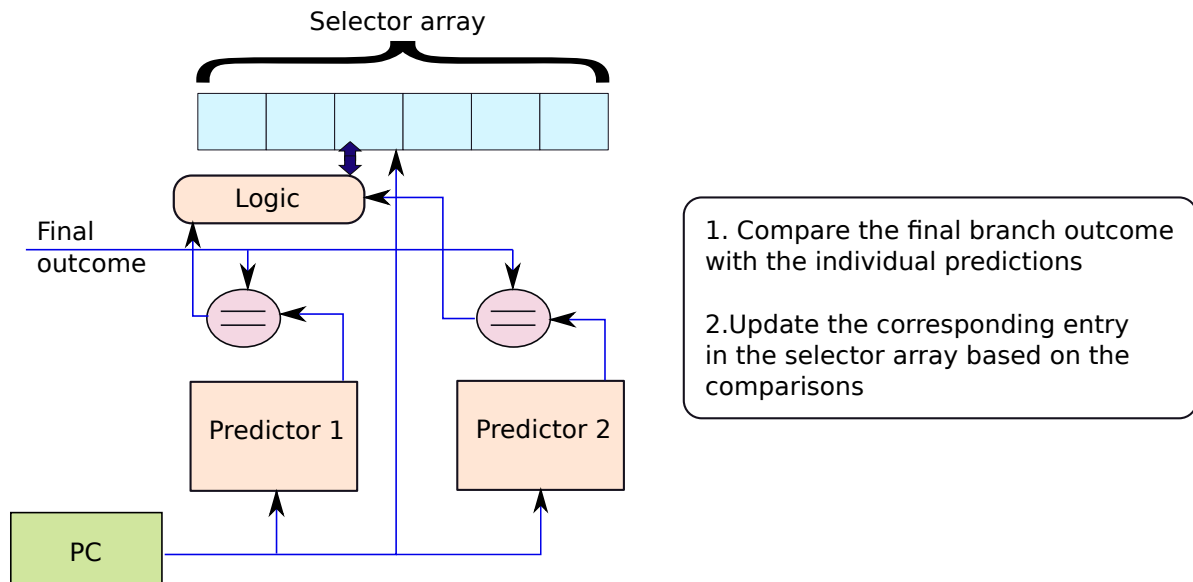 Selector array
Logic
Final
outcome
1. Compare the final branch outcome
with the individual predictions
2.Update the corresponding entry
in the selector array based on the
comparisons
Predictor 1
Predictor 2
PC